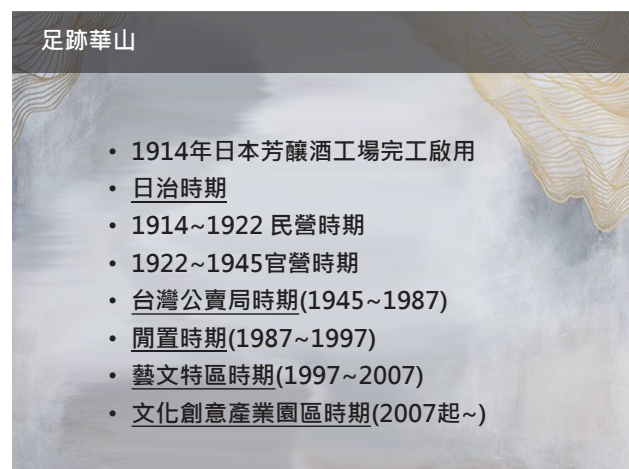 足跡華山
• 1914年日本芳釀酒工場完工啟用
• 日治時期
• 1914~1922 民營時期
• 1922~1945官營時期
• 台灣公賣局時期(1945~1987)
• 閒置時期(1987~1997)
• 藝文特區時期(1997~2007)
• 文化創意產業園區時期(2007起~)